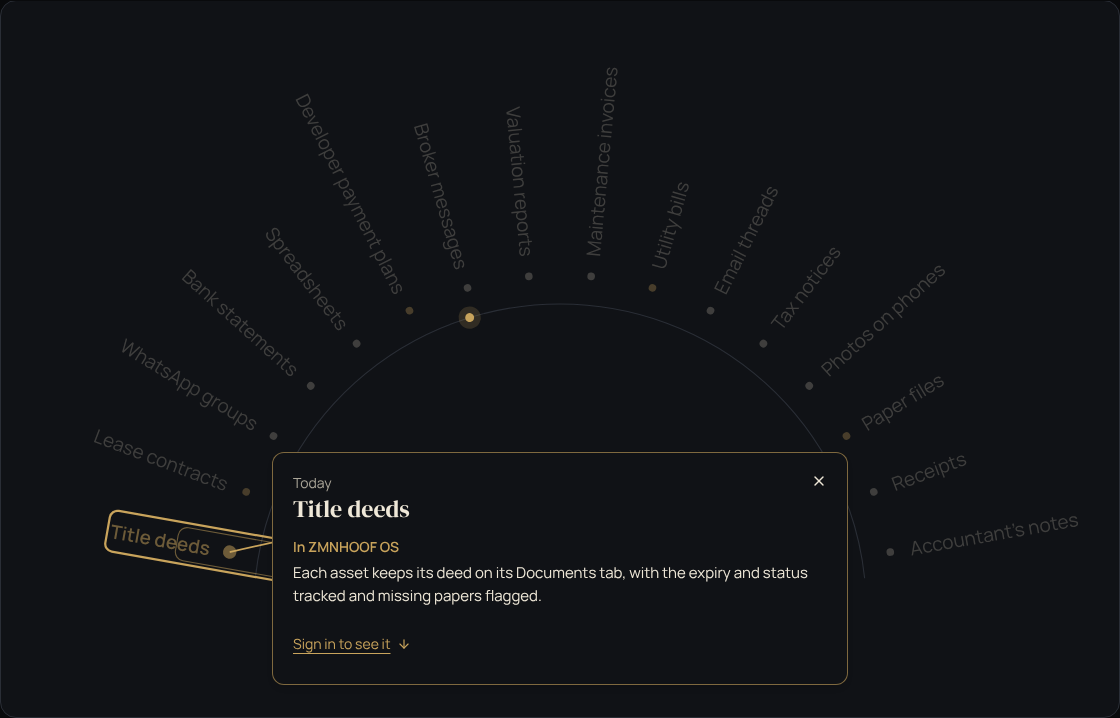 Title deeds
Lease contracts
WhatsApp groups
Bank statements
Spreadsheets
Developer payment plans
Broker messages
Valuation reports
Maintenance invoices
Utility bills
Email threads
Tax notices
Photos on phones
Paper files
Receipts
Accountant's notes
Today
Title deeds
In ZMNHOOF OS
Each asset keeps its deed on its Documents tab, with the expiry and status
tracked and missing papers flagged.
Sign in to see it